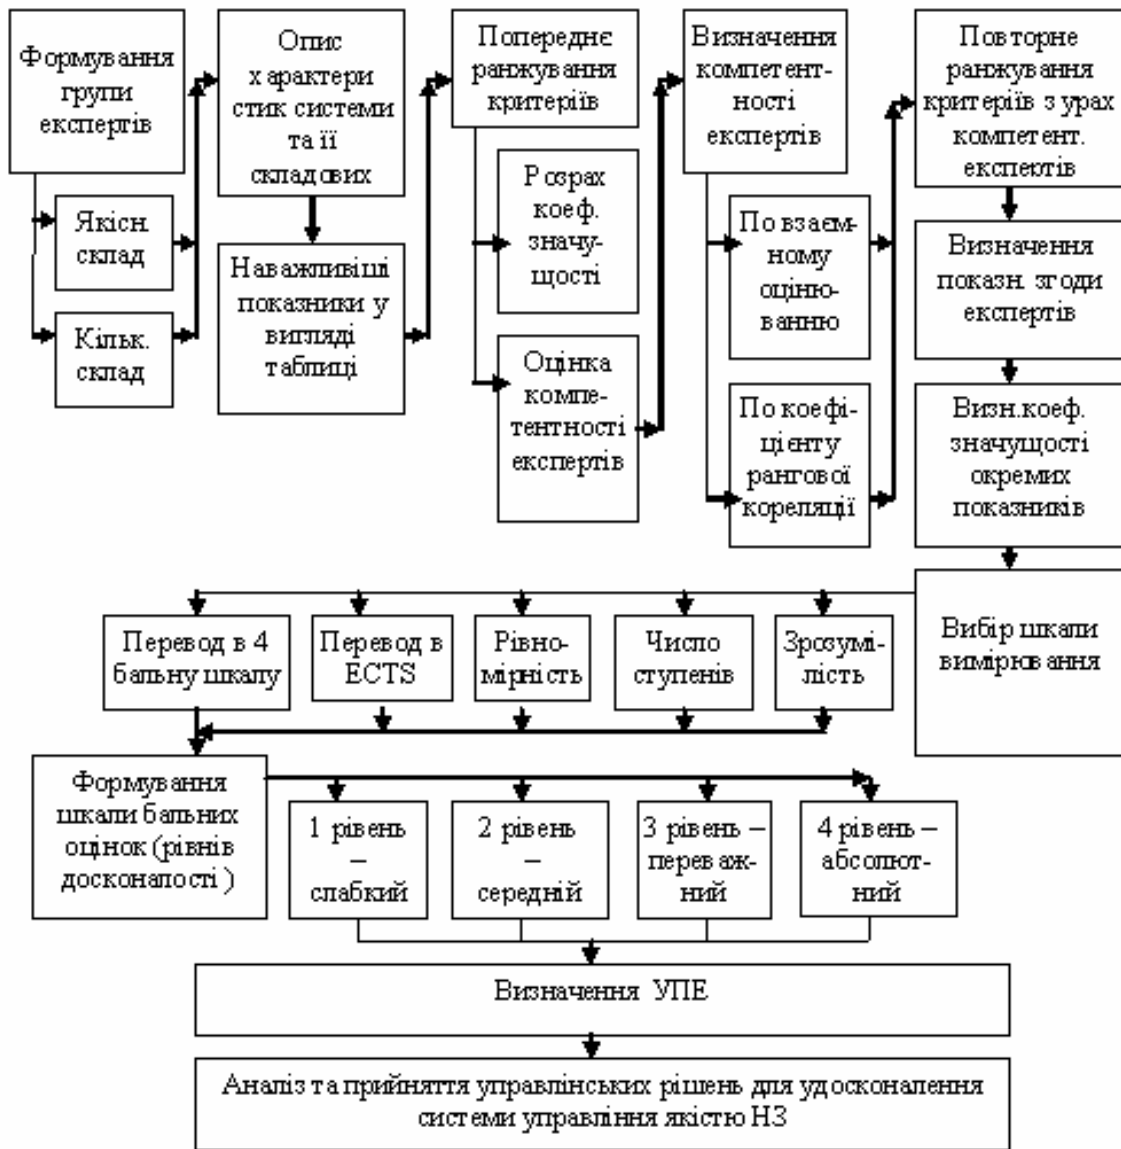 Формування
групи
експертів
Якісн.
склад
Кільк.
склад
Опис
характери
стик системи
та її
складових
Наважливіші
показники у
вигляді
таблиці
Попереднє
ранжування
критеріїв
Розрах
коеф.
значу-
щості
Оцінка
компе-
тентності
експертів
Визначення
компетент-
ності
експертів
По взаєм-
ному
оціню-
ванню
По коефі-
цієнту
рангової
кореляції
Повторне
ранжування
критеріїв з урах
компетент.
експертів
Визначення
показн. згоди
експертів
Визн.коеф.
значущості
окремих
показників
Вибір шкали
вимірювання
Перевод в 4
бальну шкалу
Перевод в
ECTS
Рівно-
мірність
Число
ступенів
Зрозумі-
лість
Формування
шкали бальних
оцінок (рівнів
досконалості )
1 рівень
–
слабкий
2 рівень
–
середній
3 рівень –
переваж-
ний
4 рівень –
абсолют-
ний
Визначення УПЕ
Аналіз та прийняття управлінських рішень для удосконалення
системи управління якістю НЗ